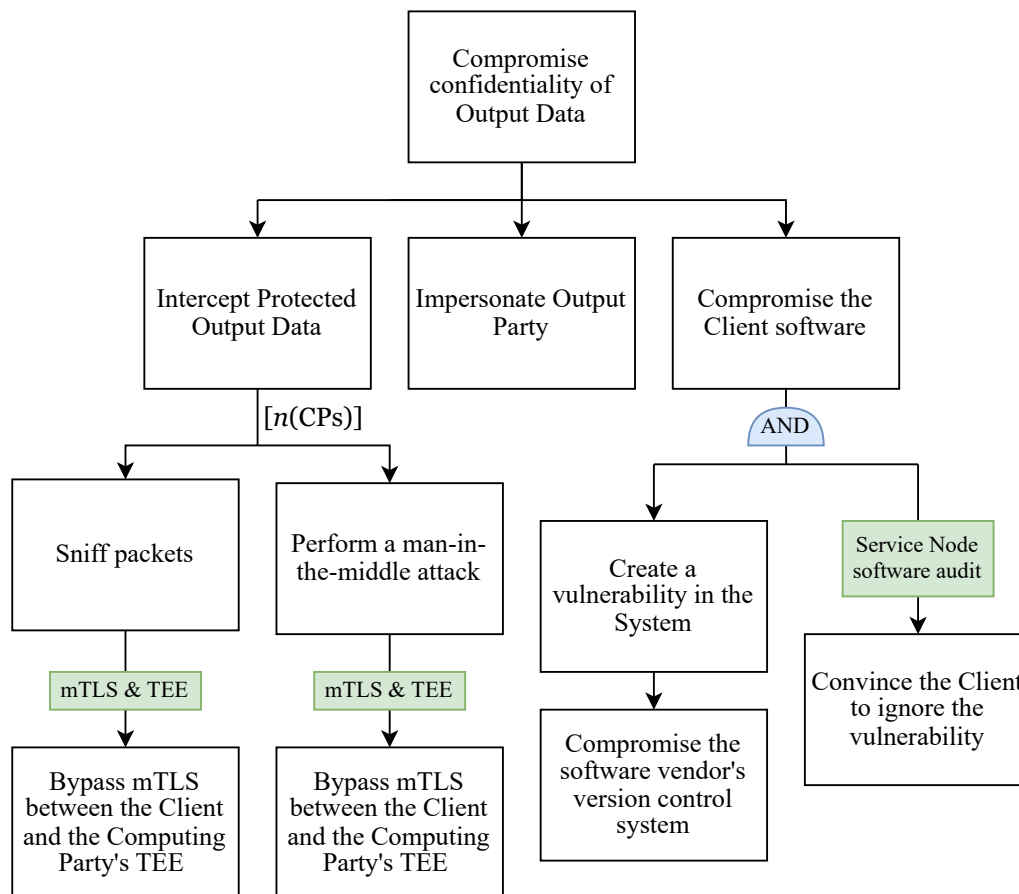 Compromise
confidentiality of
Output Data
Intercept Protected
Output Data
Impersonate Output
Party
Compromise the
Client software
[n(CPs)]
AND
Sniff packets
Perform a man-in-
the-middle attack
Create a
vulnerability in the
System
Service Node
software audit
mTLS & TEE
mTLS & TEE
Convince the Client
to ignore the
vulnerability
Bypass mTLS
between the Client
and the Computing
Party's TEE
Bypass mTLS
between the Client
and the Computing
Party's TEE
Compromise the
software vendor's
version control
system